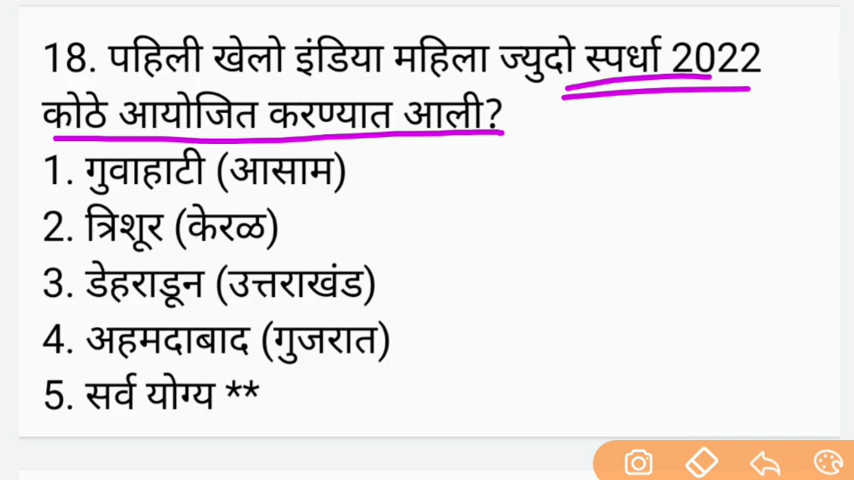 18. पहिली खेलो इंडिया महिला ज्युदो स्पर्धा 2022
कोठे आयोजित करण्यात आली?
1. गुवाहाटी (आसाम)
2. त्रिशूर (केरळ)
3. डेहराडून (उत्तराखंड)
4. अहमदाबाद (गुजरात)
5. सर्व योग्य **